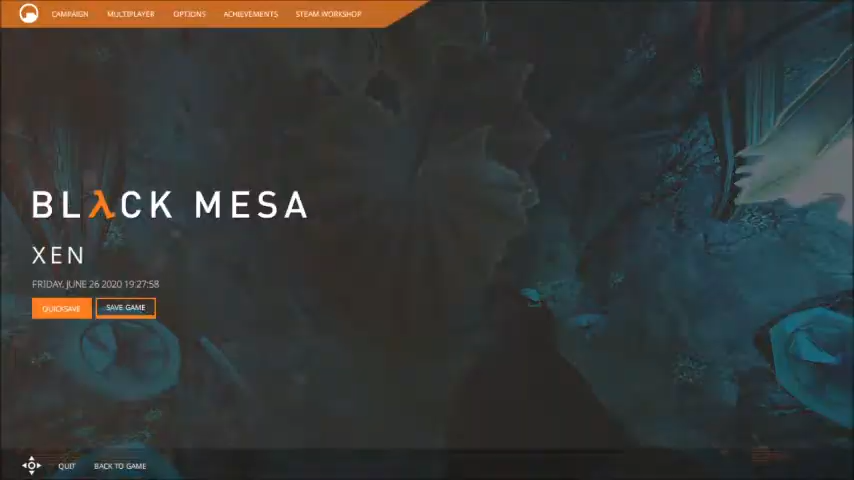 CAMPAIGN MULTIPLAYER OPTIONS ACHIEVEMENTS STEAM WORKSHOP
BLλCK MESA
XEN
FRIDAY, JUNE 26 2020 19:27:58
QUICKSAVE SAVE GAME
QUIT BACK TO GAME